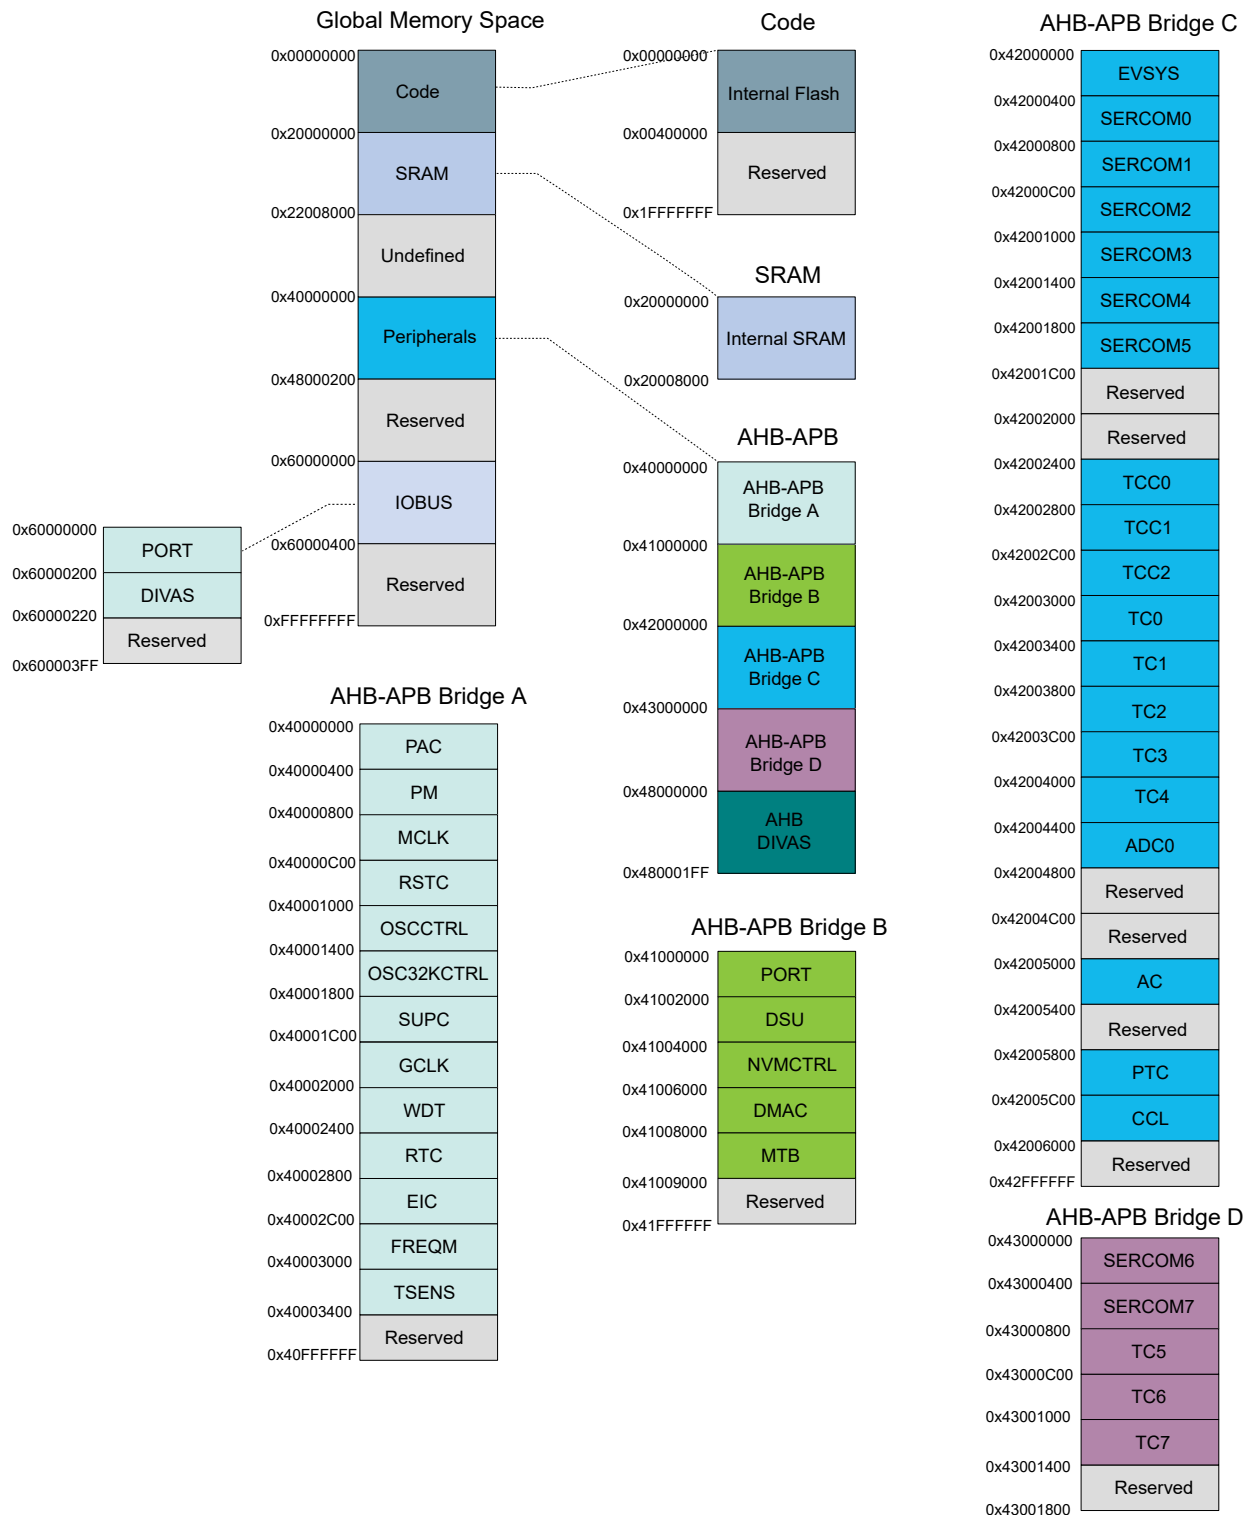 Global Memory Space
0x00000000
Code
0x20000000
SRAM
0x22008000
Undefined
0x40000000
Peripherals
0x48000200
Reserved
0x60000000
IOBUS
0x60000400
Reserved
0xFFFFFFFF
0x60000000
PORT
0x60000200
DIVAS
0x60000220
Reserved
0x600003FF
AHB-APB Bridge A
0x40000000
PAC
0x40000400
PM
0x40000800
MCLK
0x40000C00
RSTC
0x40001000
OSCCTRL
0x40001400
OSC32KCTRL
0x40001800
SUPC
0x40001C00
GCLK
0x40002000
WDT
0x40002400
RTC
0x40002800
EIC
0x40002C00
FREQM
0x40003000
TSENS
0x40003400
Reserved
0x40FFFFFF
Code
0x00000000
Internal Flash
0x00400000
Reserved
0x1FFFFFFF
SRAM
0x20000000
Internal SRAM
0x20008000
AHB-APB
0x40000000
AHB-APB
Bridge A
0x41000000
AHB-APB
Bridge B
0x42000000
AHB-APB
Bridge C
0x43000000
AHB-APB
Bridge D
0x48000000
AHB
DIVAS
0x480001FF
AHB-APB Bridge B
0x41000000
PORT
0x41002000
DSU
0x41004000
NVMCTRL
0x41006000
DMAC
0x41008000
MTB
0x41009000
Reserved
0x41FFFFFF
AHB-APB Bridge C
0x42000000
EVSYS
0x42000400
SERCOM0
0x42000800
SERCOM1
0x42000C00
SERCOM2
0x42001000
SERCOM3
0x42001400
SERCOM4
0x42001800
SERCOM5
0x42001C00
Reserved
0x42002000
Reserved
0x42002400
TCC0
0x42002800
TCC1
0x42002C00
TCC2
0x42003000
TC0
0x42003400
TC1
0x42003800
TC2
0x42003C00
TC3
0x42004000
TC4
0x42004400
ADC0
0x42004800
Reserved
0x42004C00
Reserved
0x42005000
AC
0x42005400
Reserved
0x42005800
PTC
0x42005C00
CCL
0x42006000
Reserved
0x42FFFFFF
AHB-APB Bridge D
0x43000000
SERCOM6
0x43000400
SERCOM7
0x43000800
TC5
0x43000C00
TC6
0x43001000
TC7
0x43001400
Reserved
0x43001800